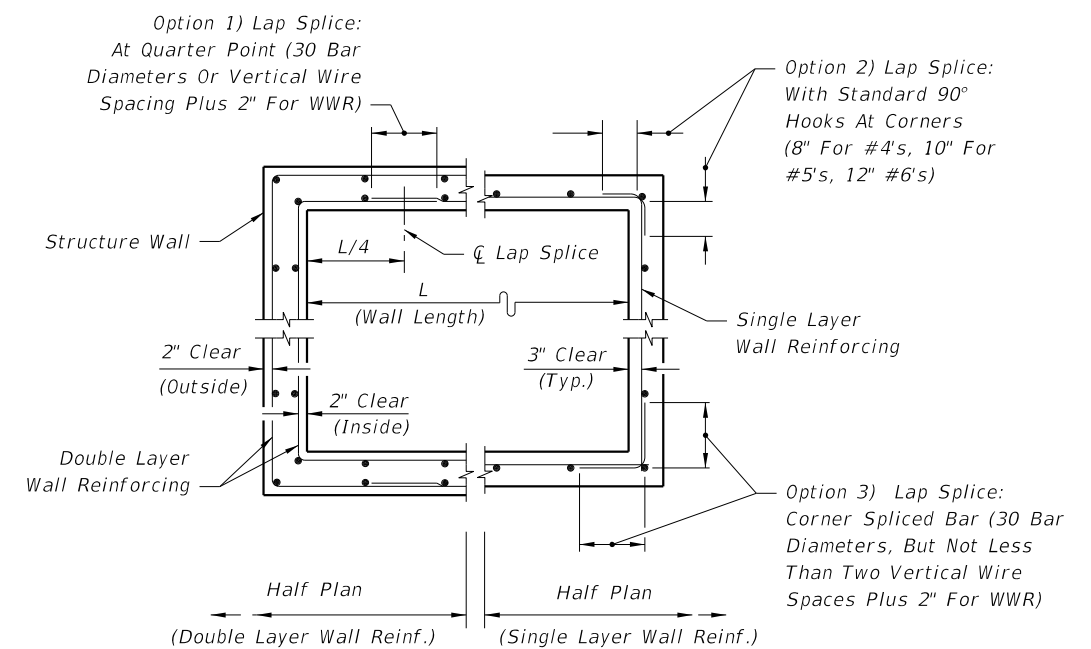 Option 1) Lap Splice:
At Quarter Point (30 Bar
Diameters Or Vertical Wire
Spacing Plus 2" For WWR)
Option 2) Lap Splice:
With Standard 90°
Hooks At Corners
(8" For #4's, 10" For
#5's, 12" #6's)
Structure Wall
L/4
℄ Lap Splice
L
(Wall Length)
Single Layer
Wall Reinforcing
2" Clear
(Outside)
3" Clear
(Typ.)
2" Clear
(Inside)
Double Layer
Wall Reinforcing
Option 3) Lap Splice:
Corner Spliced Bar (30 Bar
Diameters, But Not Less
Than Two Vertical Wire
Spaces Plus 2" For WWR)
Half Plan
(Double Layer Wall Reinf.)
Half Plan
(Single Layer Wall Reinf.)